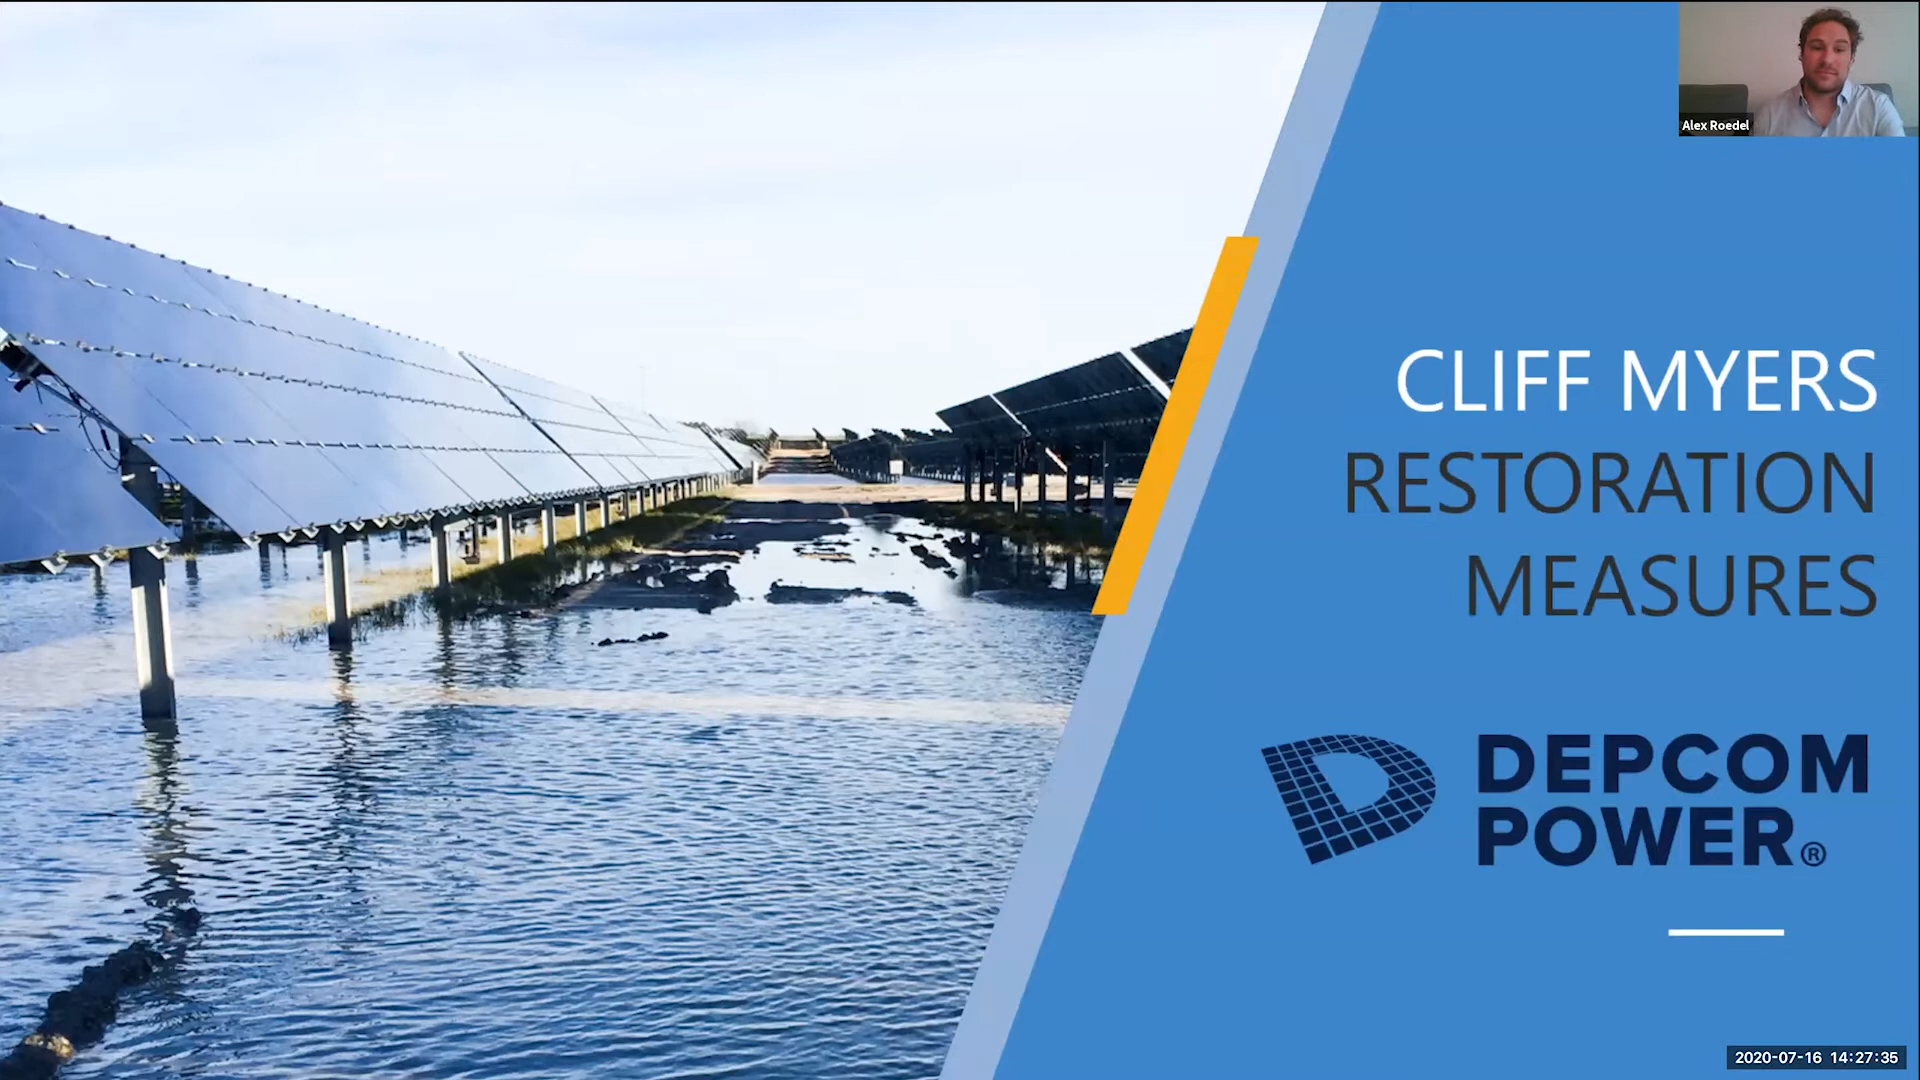 Alex Roedel
CLIFF MYERS
RESTORATION
MEASURES
DEPCOM
POWER®
2020-07-16 14:27:35